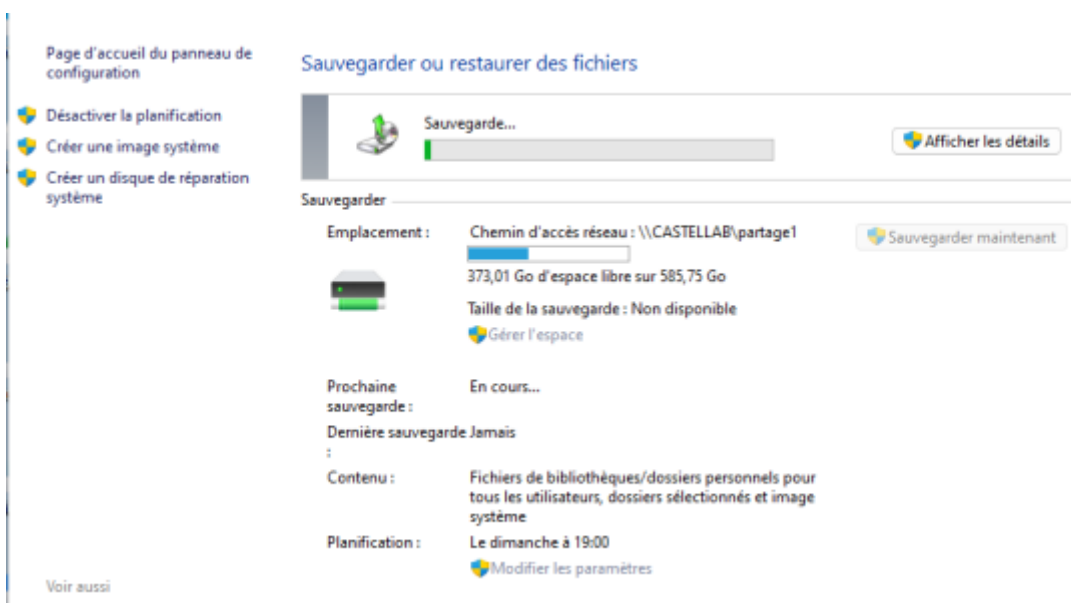 Page d'accueil du panneau de
configuration
Désactiver la planification
Créer une image système
Créer un disque de réparation
système
Voir aussi
Sauvegarder ou restaurer des fichiers
Sauvegarde...
Afficher les détails
Sauvegarder
Emplacement :
Chemin d'accès réseau : \\CASTELLAB\partage1
Sauvegarder maintenant
373,01 Go d'espace libre sur 585,75 Go
Taille de la sauvegarde : Non disponible
Gérer l'espace
Prochaine
sauvegarde :
En cours...
Dernière sauvegarde
:
Jamais
Contenu :
Fichiers de bibliothèques/dossiers personnels pour
tous les utilisateurs, dossiers sélectionnés et image
système
Planification :
Le dimanche à 19:00
Modifier les paramètres